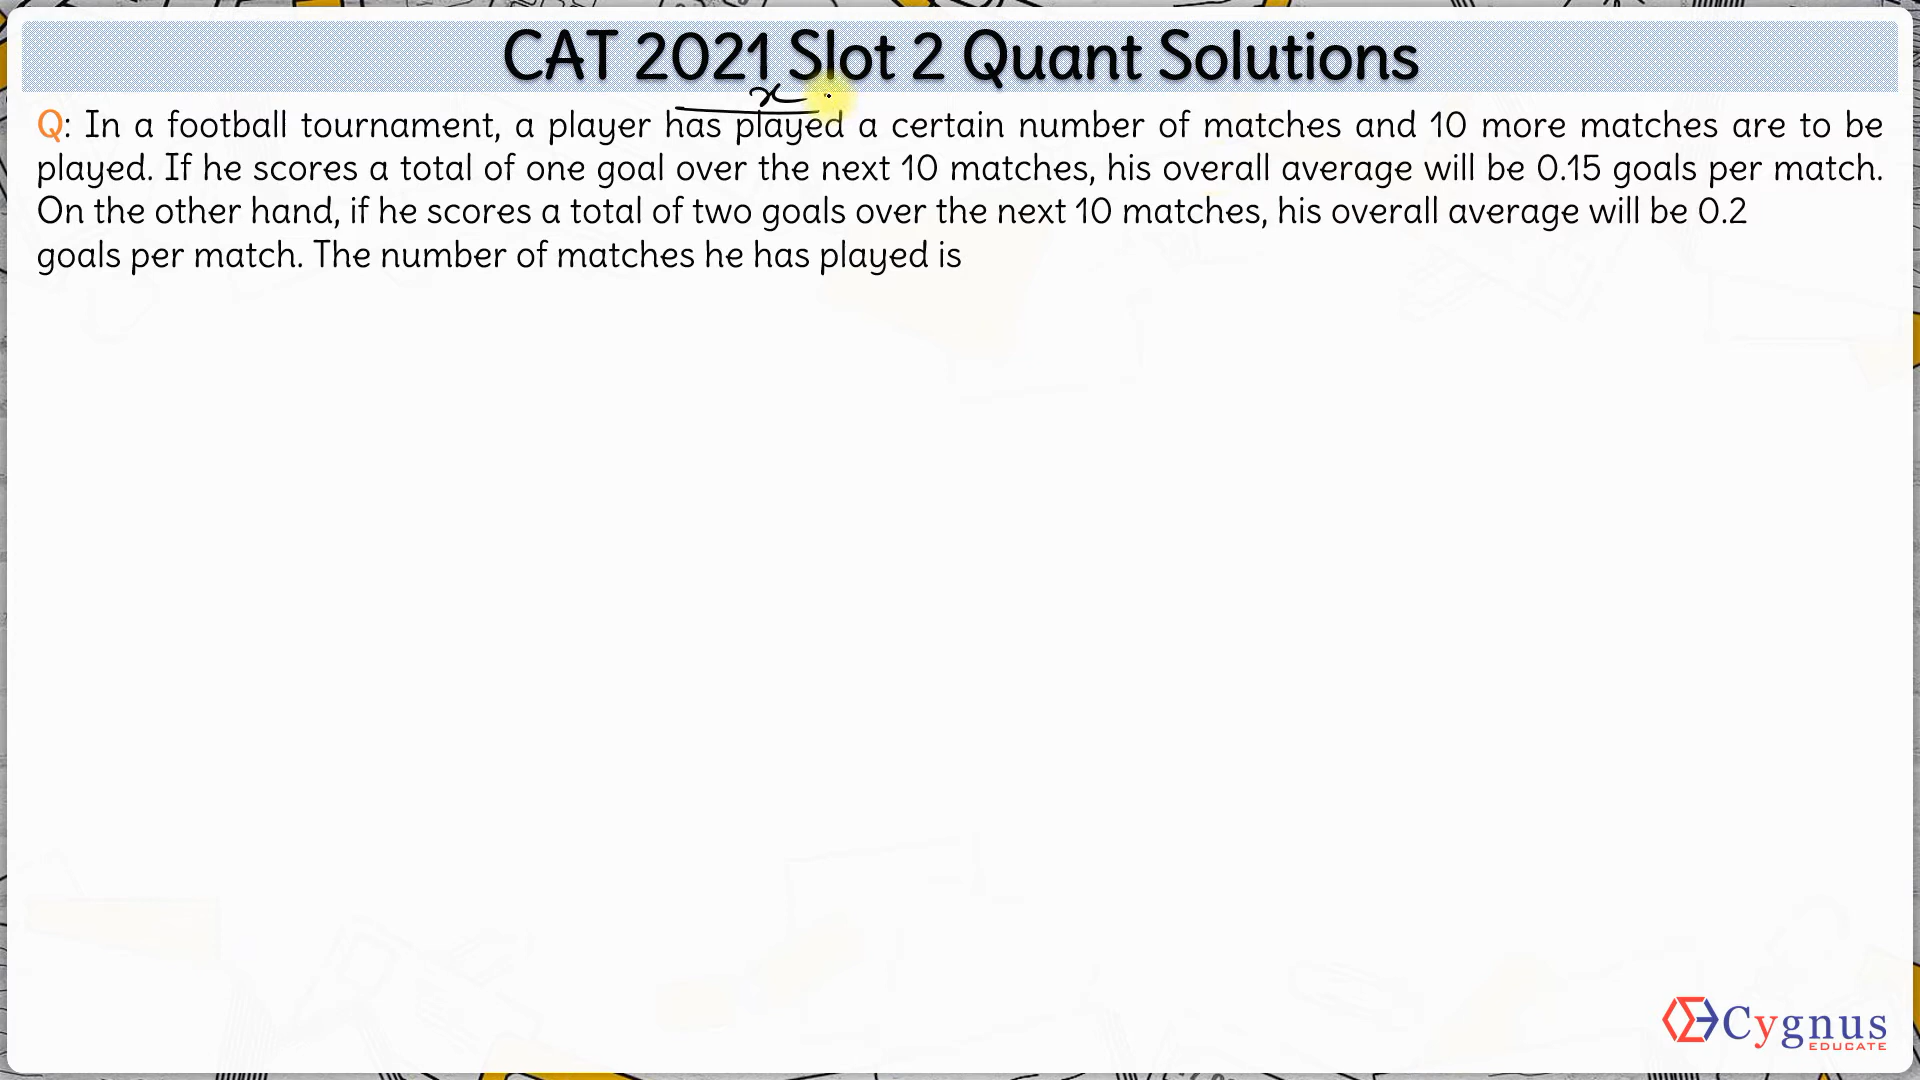 CAT 2021 Slot 2 Quant Solutions
x
Q: In a football tournament, a player has played a certain number of matches and 10 more matches are to be
played. If he scores a total of one goal over the next 10 matches, his overall average will be 0.15 goals per match.
On the other hand, if he scores a total of two goals over the next 10 matches, his overall average will be 0.2
goals per match. The number of matches he has played is
Cygnus
EDUCATE